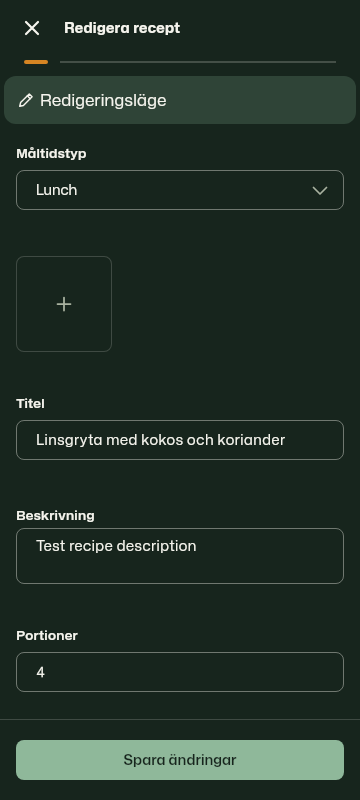 Redigera recept
Redigeringsläge
Måltidstyp
Lunch
Titel
Linsgryta med kokos och koriander
Beskrivning
Test recipe description
Portioner
4
Spara ändringar